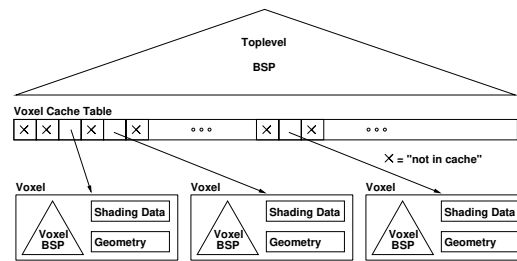 Toplevel
BSP
Voxel Cache Table
X X X X
X X
X = "not in cache"
Voxel
Shading Data
Voxel
BSP
Geometry
Voxel
Shading Data
Voxel
BSP
Geometry
Voxel
Shading Data
Voxel
BSP
Geometry